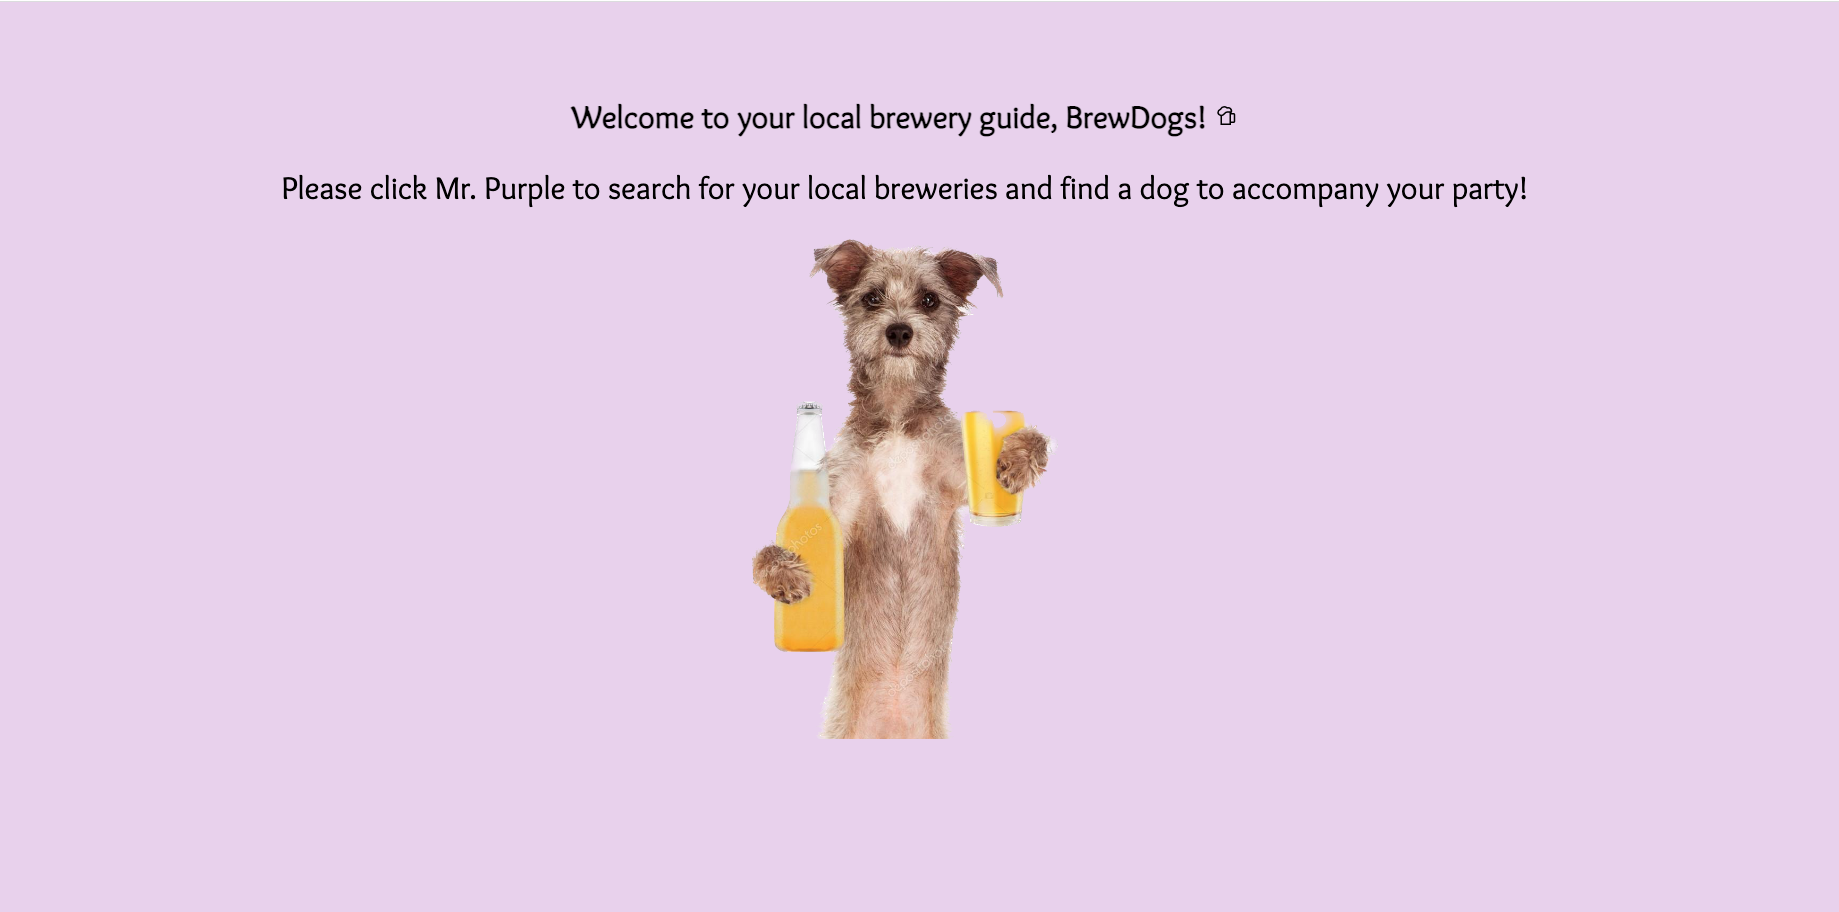 Welcome to your local brewery guide, BrewDogs! 🍺
Please click Mr. Purple to search for your local breweries and find a dog to accompany your party!